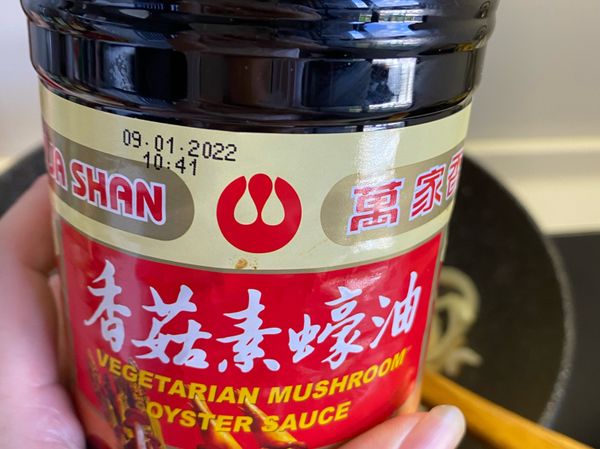 09.01.2022
10:41
SHAN
萬家
香菇素蠔油
VEGETARIAN MUSHROOM
OYSTER SAUCE